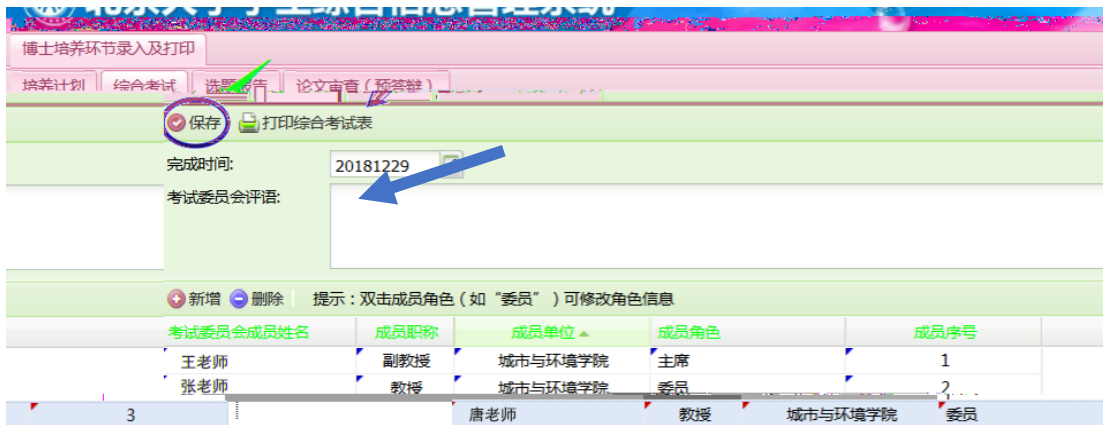 博士培养环节录入及打印
培养计划 综合考试 选题报告 论文审查(预答辩)
保存 打印综合考试表
完成时间: 20181229
考试委员会评语:
新增 删除 提示:双击成员角色(如“委员”)可修改角色信息
考试委员会成员姓名 成员职称 成员单位 成员角色 成员序号
王老师 副教授 城市与环境学院 主席 1
张老师 教授 城市与环境学院 委员 2
3 唐老师 教授 城市与环境学院 委员